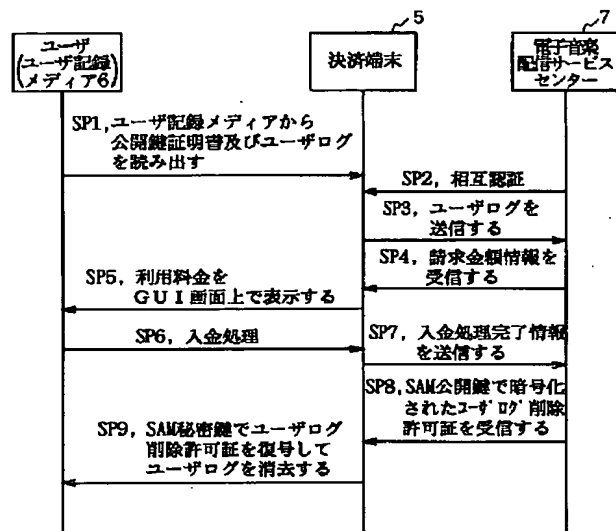 5
7
ユーザ
(ユーザ記録
メディア6)
決済端末
電子音楽
配信サービス
センター
SP1, ユーザ記録メディアから
公開鍵証明書及びユーザログ
を読み出す
SP2, 相互認証
SP3, ユーザログを
送信する
SP4, 請求金額情報を
受信する
SP5, 利用料金を
GUI画面上で表示する
SP6, 入金処理
SP7, 入金処理完了情報
を送信する
SP8, SAM公開鍵で暗号化
されたユーザログ削除
許可証を受信する
SP9, SAM秘密鍵でユーザログ
削除許可証を復号して
ユーザログを消去する